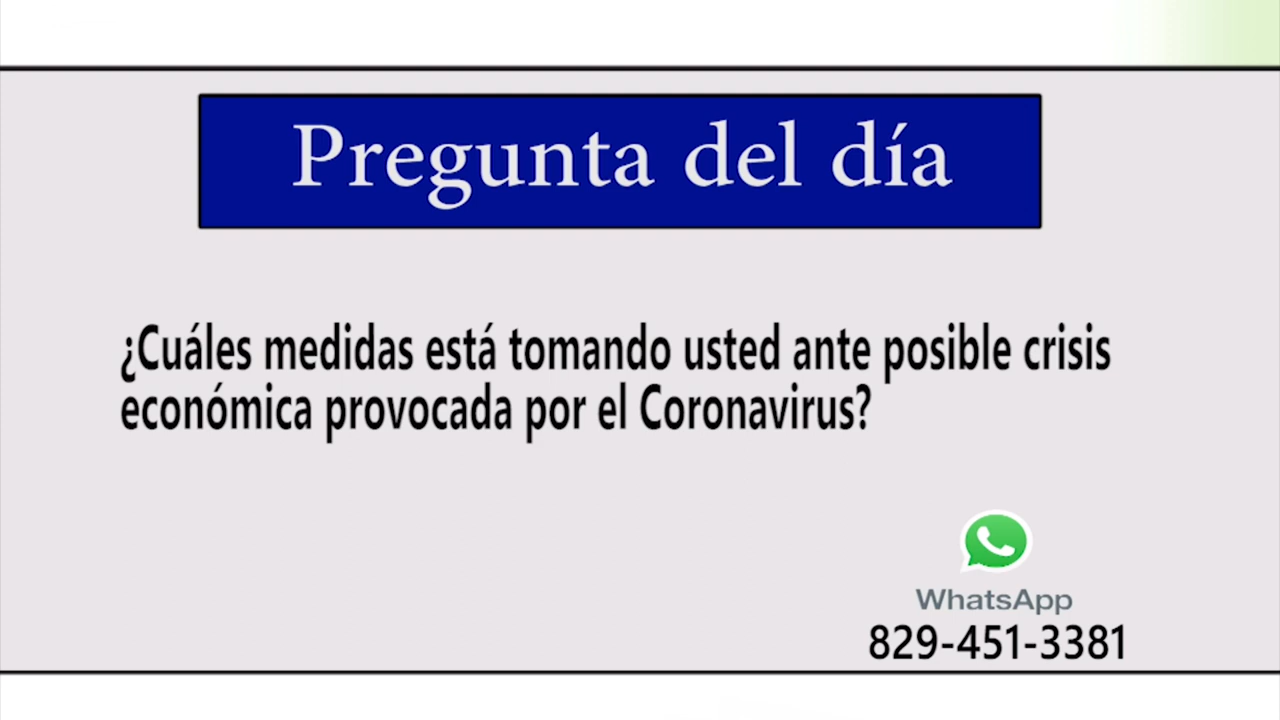 Pregunta del día
¿Cuáles medidas está tomando usted ante posible crisis
económica provocada por el Coronavirus?
WhatsApp
829-451-3381